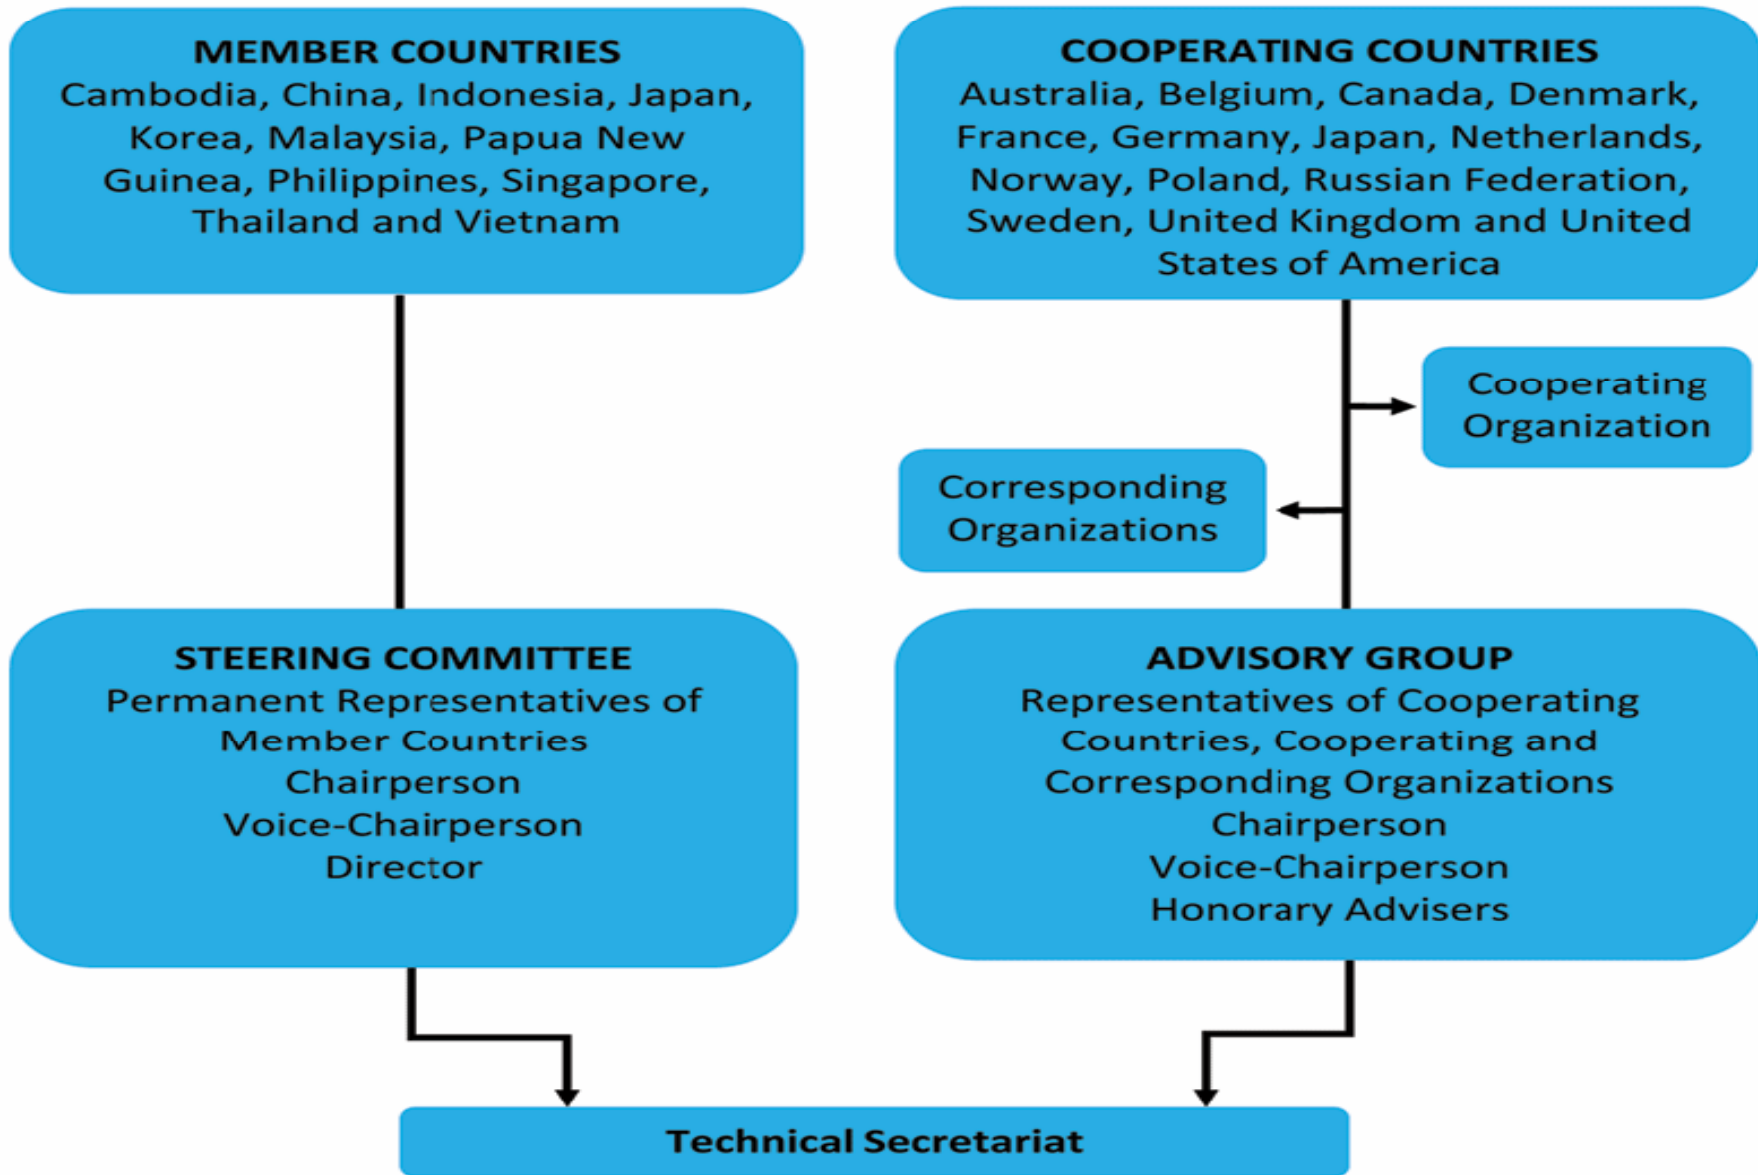 MEMBER COUNTRIES
Cambodia, China, Indonesia, Japan,
Korea, Malaysia, Papua New
Guinea, Philippines, Singapore,
Thailand and Vietnam
COOPERATING COUNTRIES
Australia, Belgium, Canada, Denmark,
France, Germany, Japan, Netherlands,
Norway, Poland, Russian Federation,
Sweden, United Kingdom and United
States of America
Cooperating
Organization
Corresponding
Organizations
STEERING COMMITTEE
Permanent Representatives of
Member Countries
Chairperson
Voice-Chairperson
Director
ADVISORY GROUP
Representatives of Cooperating
Countries, Cooperating and
Corresponding Organizations
Chairperson
Voice-Chairperson
Honorary Advisers
Technical Secretariat